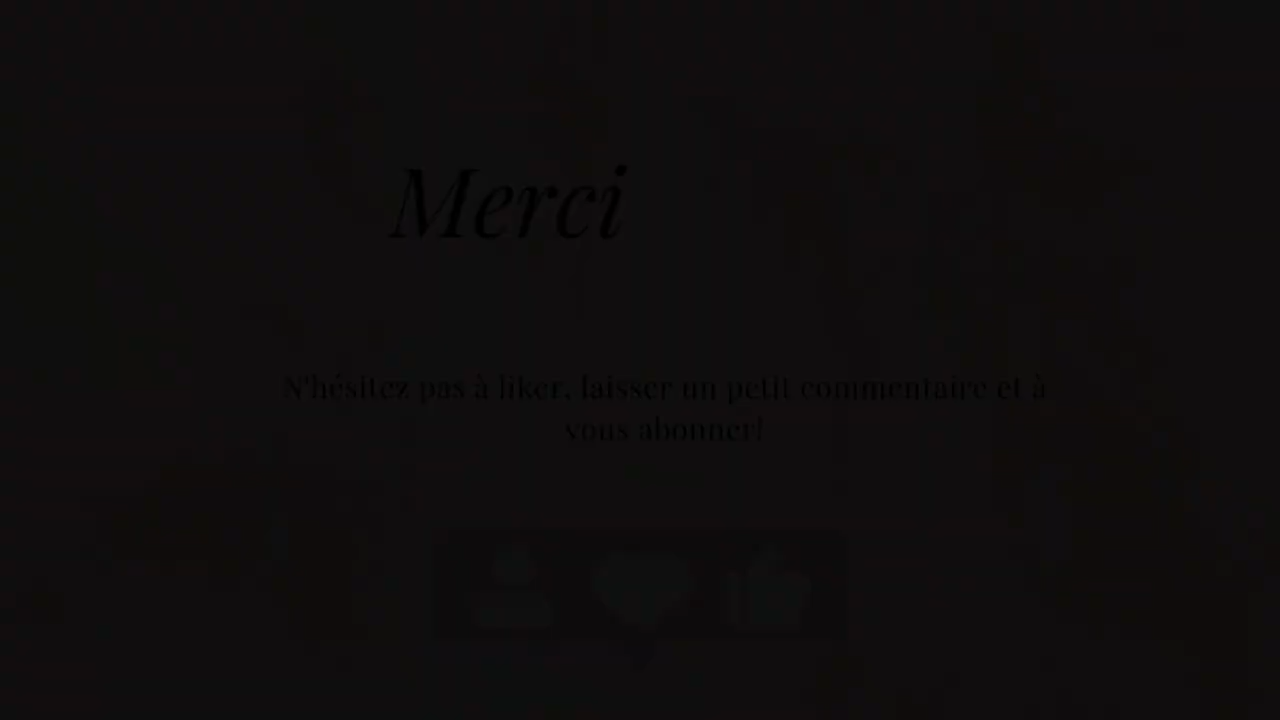 Merci
N'hésitez pas à liker, laisser un petit commentaire et à
vous abonner!